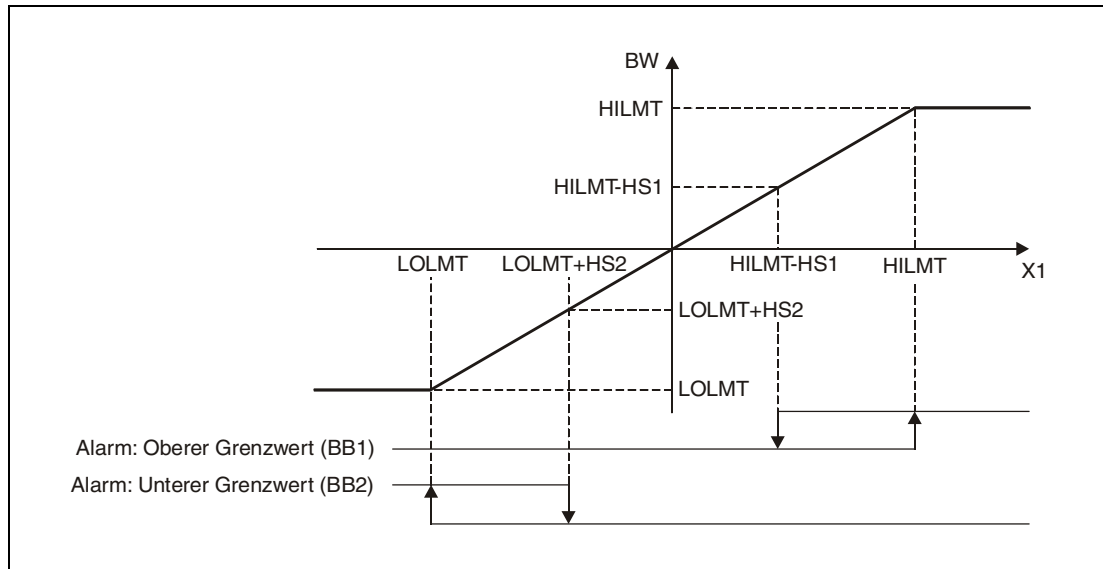 BW
HILMT
HILMT-HS1
LOLMT LOLMT+HS2 HILMT-HS1 HILMT X1
LOLMT+HS2
LOLMT
Alarm: Oberer Grenzwert (BB1)
Alarm: Unterer Grenzwert (BB2)